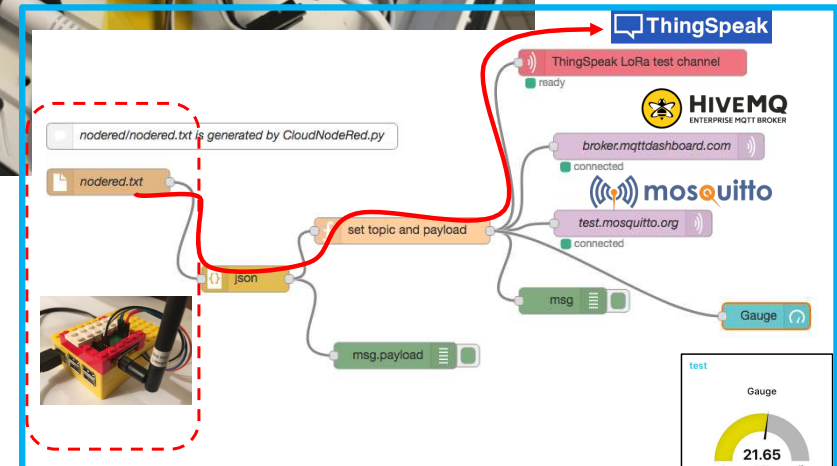 ThingSpeak
ThingSpeak LoRa test channel
ready
HIVEMQ
ENTERPRISE MQTT BROKER
nodered/nodered.txt is generated by CloudNodeRed.py
broker.mqttdashboard.com
connected
nodered.txt
mosquitto
set topic and payload
test.mosquitto.org
connected
{} json
msg
Gauge
msg.payload
test
Gauge
21.65